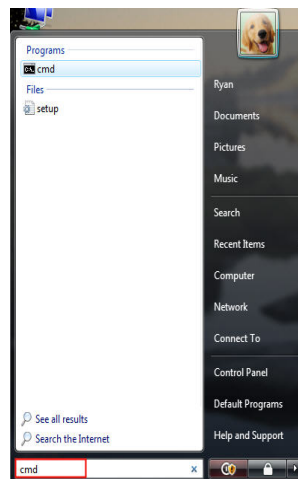 Programs
cmd
Files
setup
See all results
Search the Internet
cmd
Ryan
Documents
Pictures
Music
Search
Recent Items
Computer
Network
Connect To
Control Panel
Default Programs
Help and Support